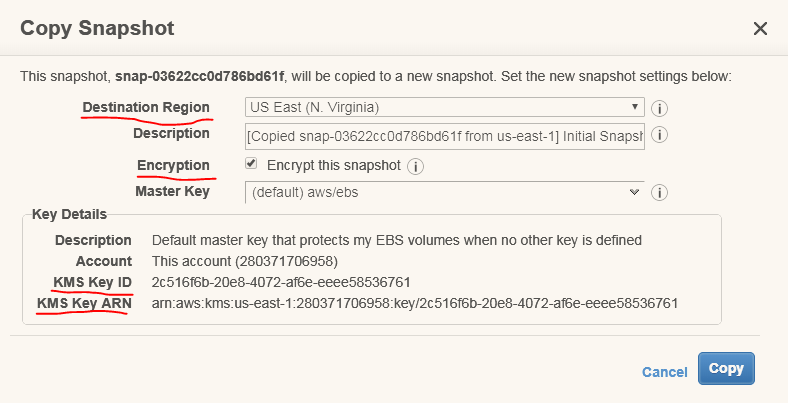 Copy Snapshot
This snapshot, snap-03622cc0d786bd61f, will be copied to a new snapshot. Set the new snapshot settings below:
Destination Region US East (N. Virginia)
Description [Copied snap-03622cc0d786bd61f from us-east-1] Initial Snapsh
Encryption Encrypt this snapshot
Master Key (default) aws/ebs
Key Details
Description Default master key that protects my EBS volumes when no other key is defined
Account This account (280371706958)
KMS Key ID 2c516f6b-20e8-4072-af6e-eeee58536761
KMS Key ARN arn:aws:kms:us-east-1:280371706958:key/2c516f6b-20e8-4072-af6e-eeee58536761
Cancel Copy